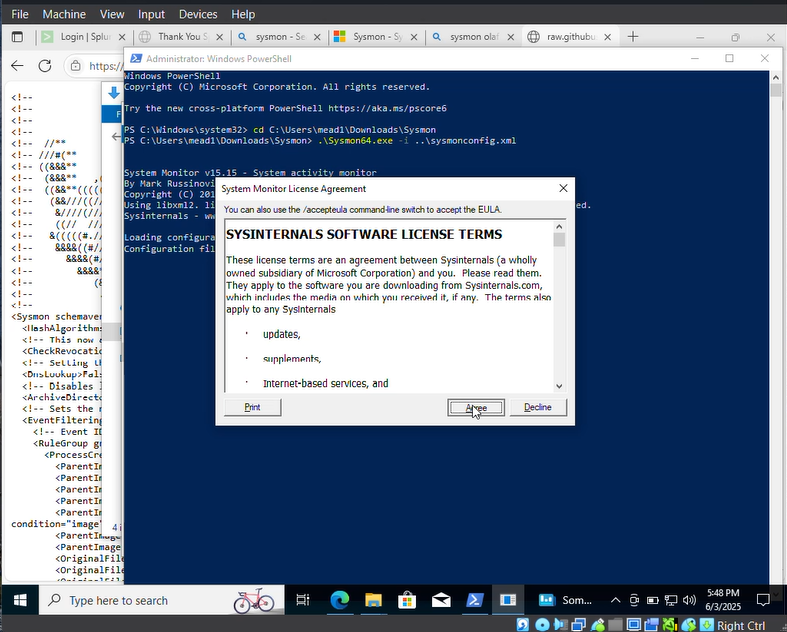 File Machine View Input Devices Help
Login | Splu
Thank You S
sysmon - Se
Sysmon - Sy
sysmon olaf
raw.githubu
https:/
Administrator: Windows PowerShell
Windows PowerShell
Copyright (C) Microsoft Corporation. All rights reserved.
Try the new cross-platform PowerShell https://aka.ms/pscore6
PS C:\Windows\system32> cd C:\Users\mead1\Downloads\Sysmon
PS C:\Users\mead1\Downloads\Sysmon> .\Sysmon64.exe -i ..\sysmonconfig.xml
System Monitor v15.15 - System activity monitor
By Mark Russinovi
Copyright (C) 201
Using libxml2. li
ed.
Sysinternals - ww
Loading configura
Configuration fil
System Monitor License Agreement
You can also use the /accepteula command-line switch to accept the EULA.
SYSINTERNALS SOFTWARE LICENSE TERMS
These license terms are an agreement between Sysinternals (a wholly
owned subsidiary of Microsoft Corporation) and you. Please read them.
They apply to the software you are downloading from Sysinternals.com,
which includes the media on which you received it, if any. The terms also
apply to any Sysinternals
· updates,
· supplements,
· Internet-based services, and
Print
Agree
Decline
<!--
<!--
<!--
<!--
<!-- //**
<!-- ///#(**
<!-- ((&&&**
<!-- (&&&** ,(
<!-- ((&&**(((((
<!-- (&&///((//
<!-- &////(///
<!-- ((// ///
<!-- &(((((#.
<!-- &&&&((#/
<!-- &&&&(#
<!-- &&&&*
<!-- (&
<!--
<!--
<Sysmon schemaver
<HashAlgorithms
<!-- This now
<CheckRevocatio
<!-- Setting th
<DnsLookup>Fals
<!-- Disables
<ArchiveDirecto
<!-- Sets the
<EventFiltering
<!-- Event ID
<RuleGroup gr
<ProcessCre
<ParentIm
<ParentIm
<ParentIm
<ParentIm
<ParentIm
condition="image"
<ParentImage
<ParentImage
<OriginalFile
<OriginalFile
4 i
Type here to search
Som...
5:48 PM
6/3/2025
Right Ctrl